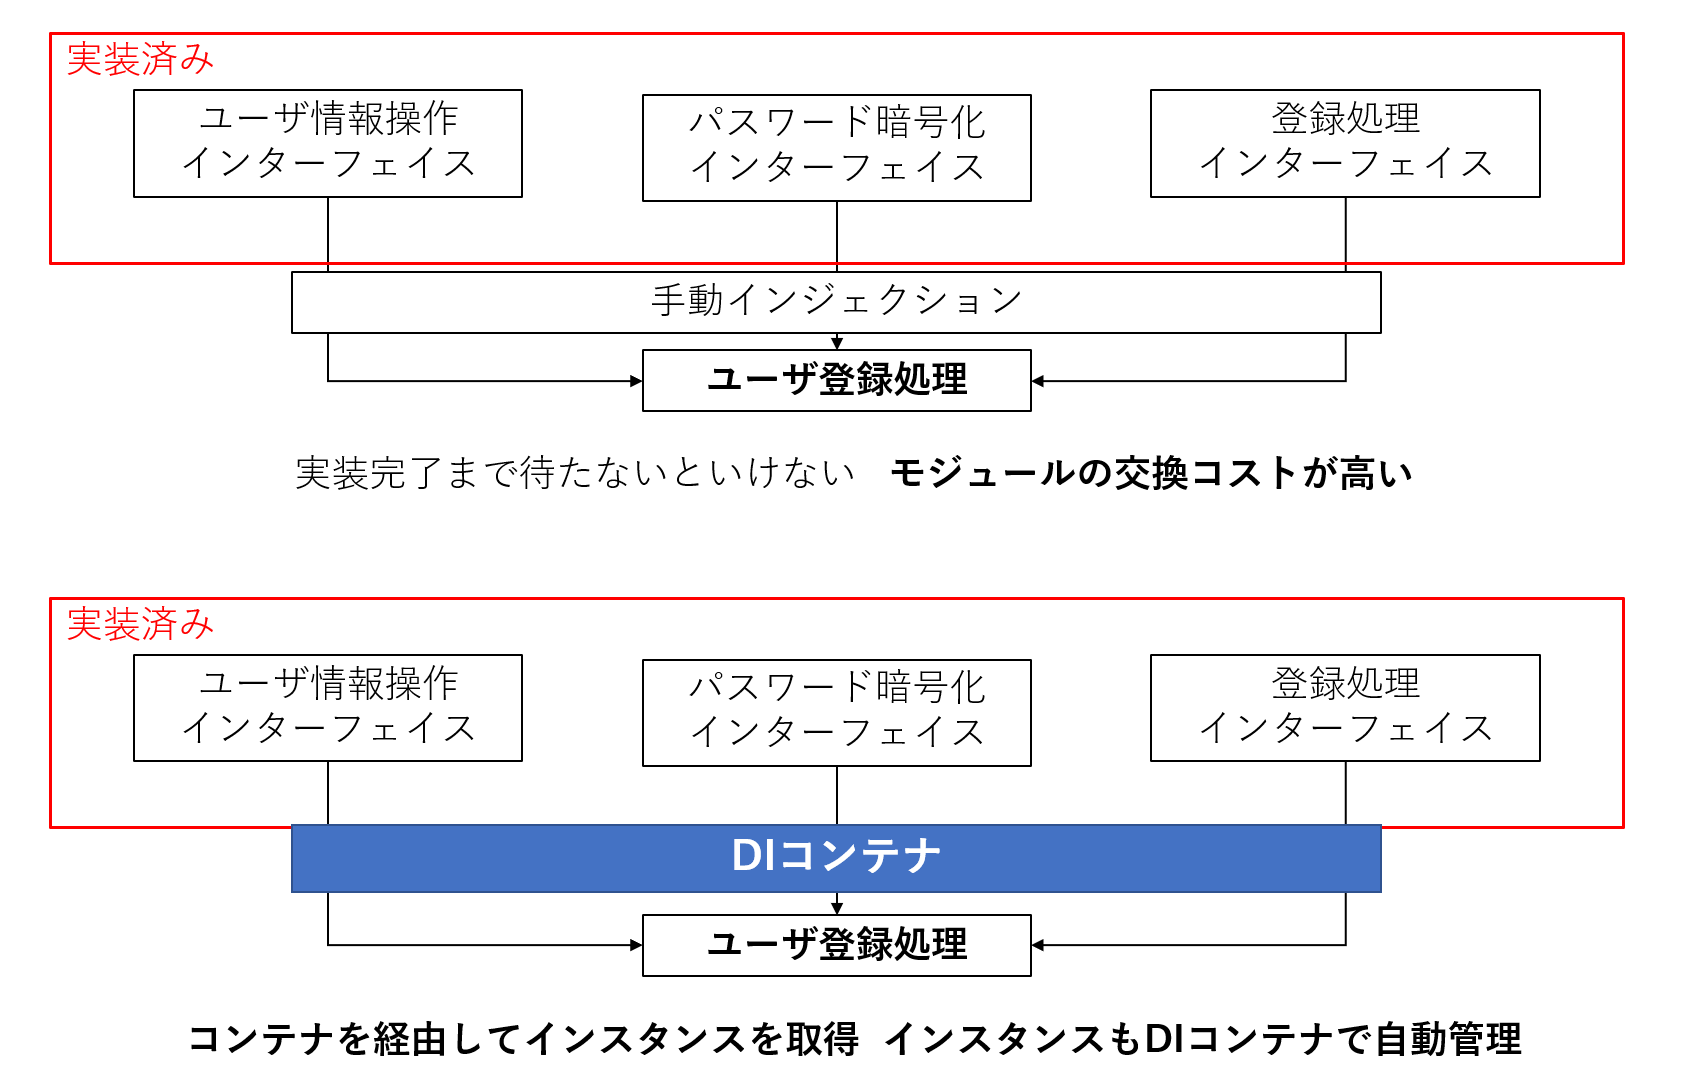 実装済み
ユーザ情報操作
インターフェイス
パスワード暗号化
インターフェイス
登録処理
インターフェイス
手動インジェクション
ユーザ登録処理
実装完了まで待たないといけない モジュールの交換コストが高い
実装済み
ユーザ情報操作
インターフェイス
パスワード暗号化
インターフェイス
登録処理
インターフェイス
DIコンテナ
ユーザ登録処理
コンテナを経由してインスタンスを取得 インスタンスもDIコンテナで自動管理